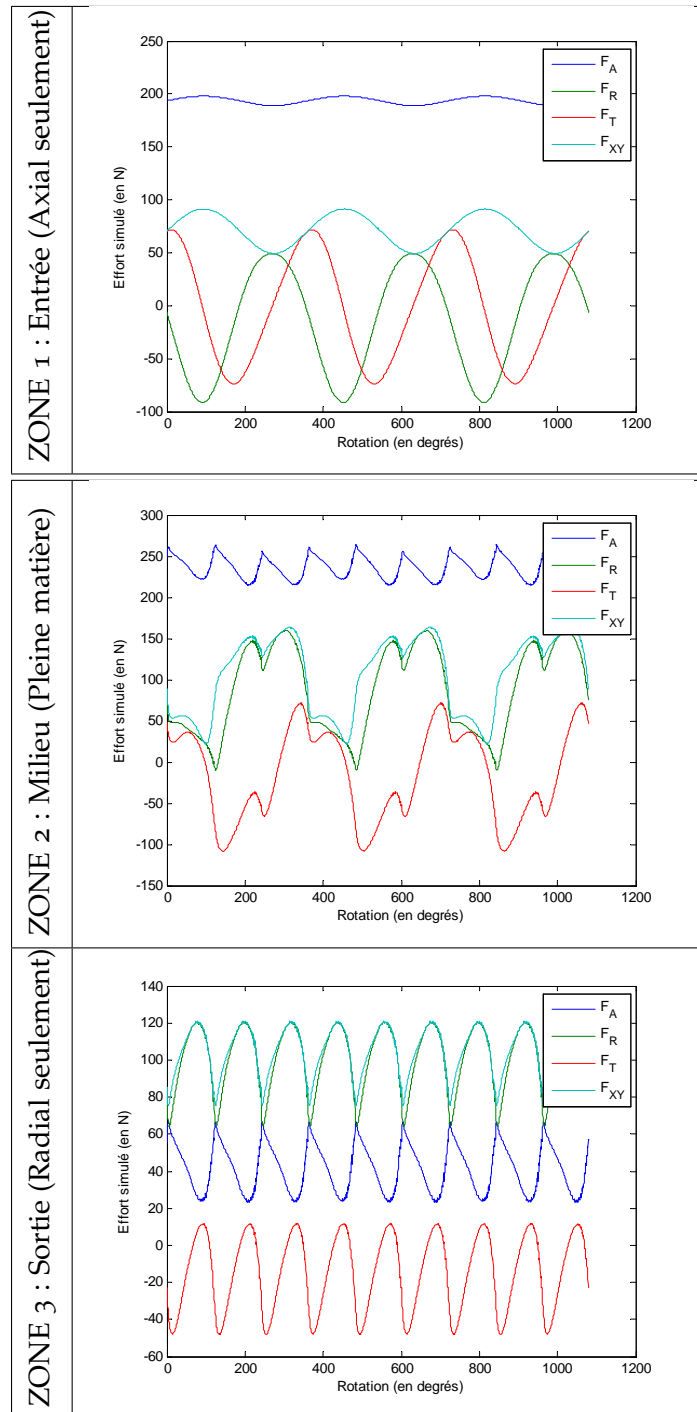 ZONE 1 : Entrée (Axial seulement)
250
200
150
100
50
0
-50
-100
Effort simulé (en N)
0 200 400 600 800 1000 1200
Rotation (en degrés)
F_A
F_R
F_T
F_XY
ZONE 2 : Milieu (Pleine matière)
300
250
200
150
100
50
0
-50
-100
-150
Effort simulé (en N)
0 200 400 600 800 1000 1200
Rotation (en degrés)
F_A
F_R
F_T
F_XY
ZONE 3 : Sortie (Radial seulement)
140
120
100
80
60
40
20
0
-20
-40
-60
Effort simulé (en N)
0 200 400 600 800 1000 1200
Rotation (en degrés)
F_A
F_R
F_T
F_XY